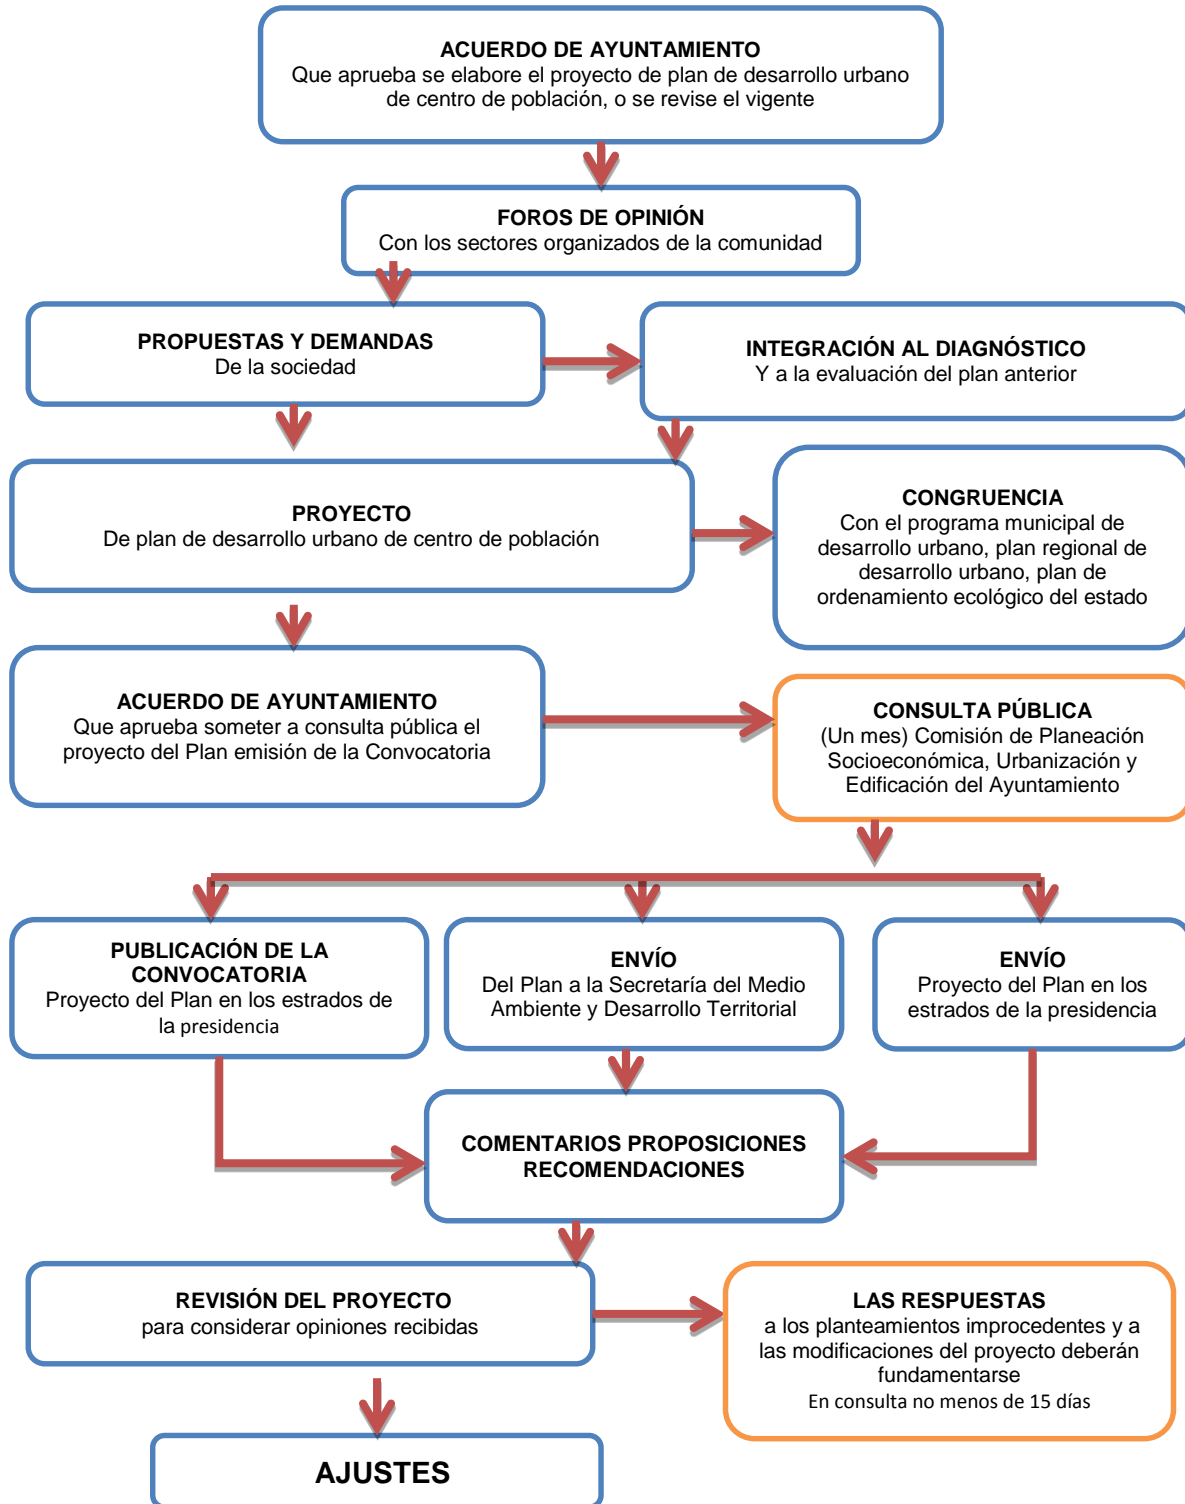 ACUERDO DE AYUNTAMIENTO
Que aprueba se elabore el proyecto de plan de desarrollo urbano
de centro de población, o se revise el vigente
FOROS DE OPINIÓN
Con los sectores organizados de la comunidad
PROPUESTAS Y DEMANDAS
De la sociedad
INTEGRACIÓN AL DIAGNÓSTICO
Y a la evaluación del plan anterior
PROYECTO
De plan de desarrollo urbano de centro de población
CONGRUENCIA
Con el programa municipal de
desarrollo urbano, plan regional de
desarrollo urbano, plan de
ordenamiento ecológico del estado
ACUERDO DE AYUNTAMIENTO
Que aprueba someter a consulta pública el
proyecto del Plan emisión de la Convocatoria
CONSULTA PÚBLICA
(Un mes) Comisión de Planeación
Socioeconómica, Urbanización y
Edificación del Ayuntamiento
PUBLICACIÓN DE LA
CONVOCATORIA
Proyecto del Plan en los estrados de
la presidencia
ENVÍO
Del Plan a la Secretaría del Medio
Ambiente y Desarrollo Territorial
ENVÍO
Proyecto del Plan en los
estrados de la presidencia
COMENTARIOS PROPOSICIONES
RECOMENDACIONES
REVISIÓN DEL PROYECTO
para considerar opiniones recibidas
LAS RESPUESTAS
a los planteamientos improcedentes y a
las modificaciones del proyecto deberán
fundamentarse
En consulta no menos de 15 días
AJUSTES